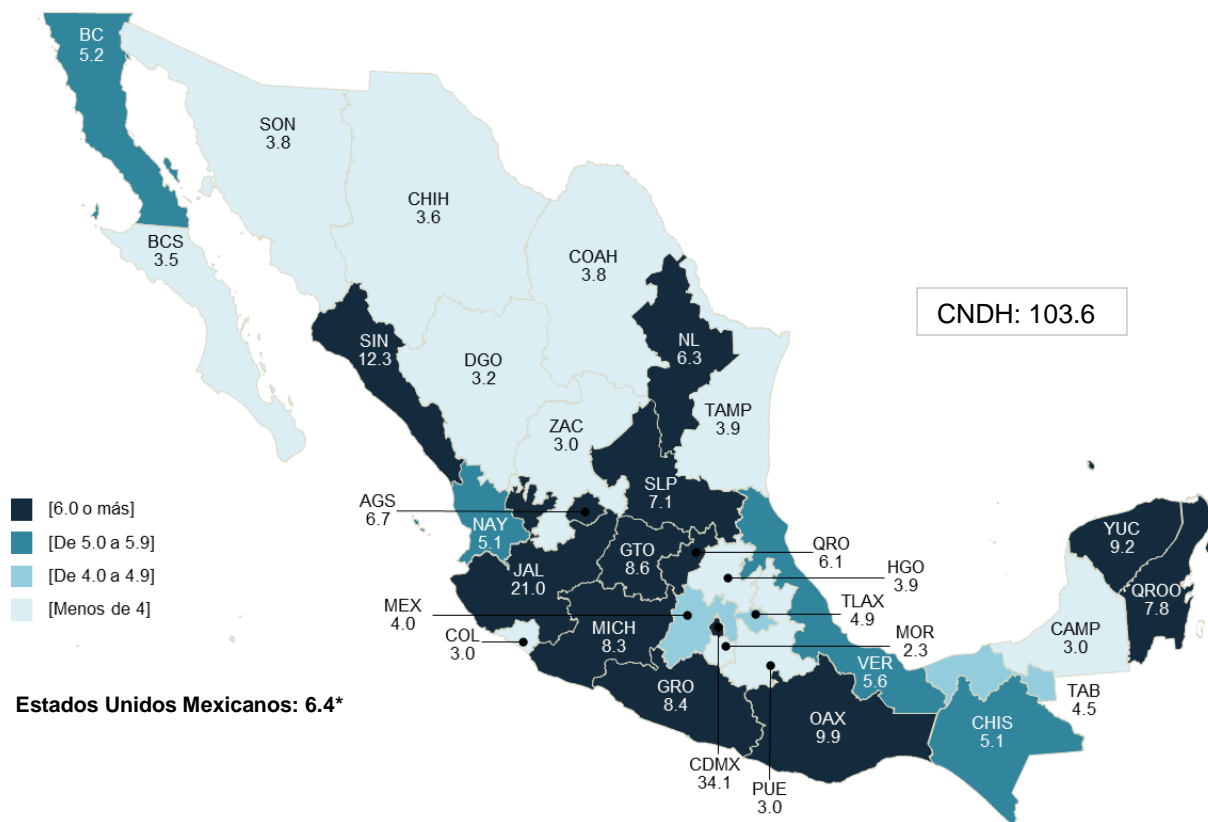 BC
5.2
SON
3.8
CHIH
3.6
BCS
3.5
COAH
3.8
CNDH: 103.6
SIN
12.3
NL
6.3
DGO
3.2
TAMP
3.9
ZAC
3.0
SLP
7.1
AGS
6.7
[6.0 o más]
[De 5.0 a 5.9]
[De 4.0 a 4.9]
[Menos de 4]
NAY
5.1
GTO
8.6
QRO
6.1
YUC
9.2
JAL
21.0
HGO
3.9
QROO
7.8
MEX
4.0
TLAX
4.9
COL
3.0
MICH
8.3
MOR
2.3
CAMP
3.0
VER
5.6
Estados Unidos Mexicanos: 6.4*
GRO
8.4
TAB
4.5
OAX
9.9
CHIS
5.1
CDMX
34.1
PUE
3.0